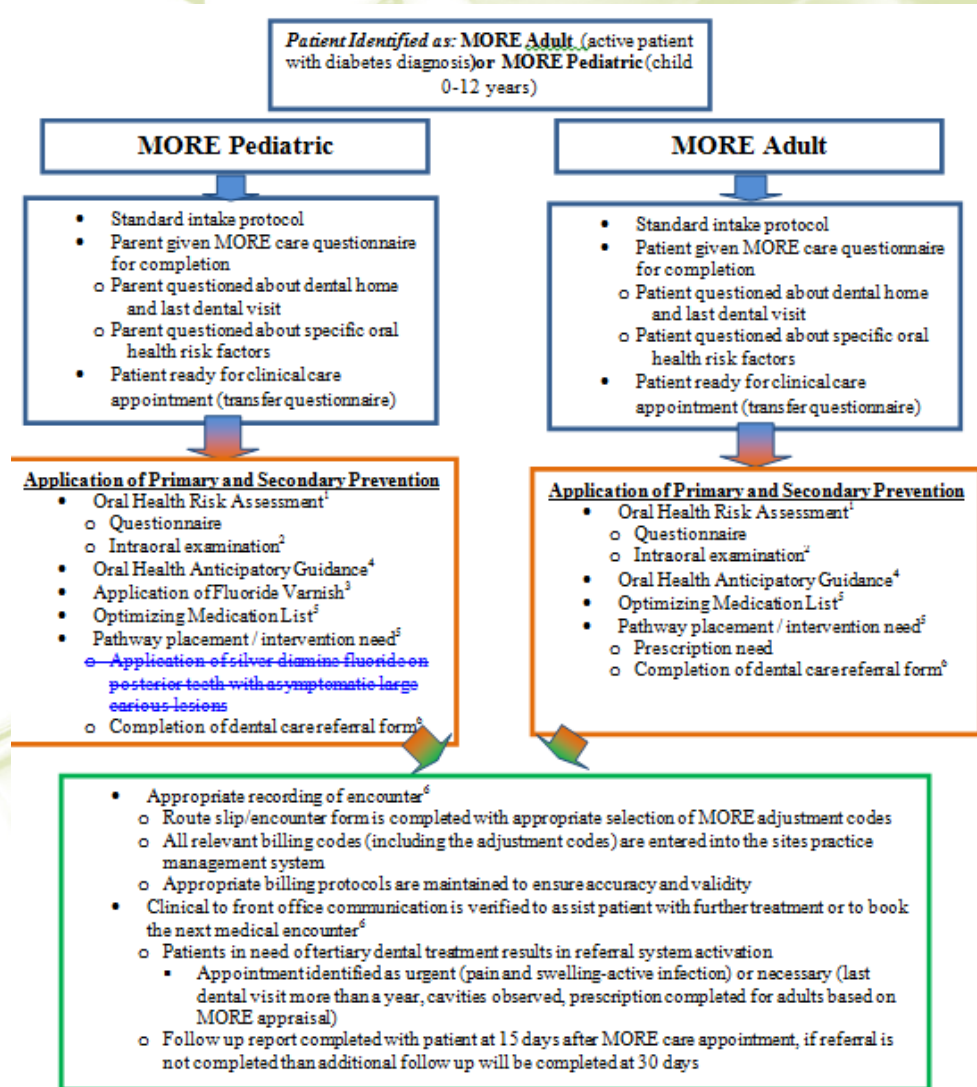 Patient Identified as: MORE Adult (active patient
with diabetes diagnosis)or MORE Pediatric (child
0-12 years)
MORE Pediatric
• Standard intake protocol
• Parent given MORE care questionnaire
for completion
o Parent questioned about dental home
and last dental visit
o Parent questioned about specific oral
health risk factors
• Patient ready for clinical care
appointment (transfer questionnaire)
Application of Primary and Secondary Prevention
• Oral Health Risk Assessment¹
o Questionnaire
o Intraoral examination²
• Oral Health Anticipatory Guidance⁴
• Application of Fluoride Varnish³
• Optimizing Medication List⁵
• Pathway placement / intervention need⁵
o Application of silver diamine fluoride on
posterior teeth with asymptomatic large
carious lesions
o Completion of dental care referral form⁶
MORE Adult
• Standard intake protocol
• Patient given MORE care questionnaire
for completion
o Patient questioned about dental home
and last dental visit
o Patient questioned about specific oral
health risk factors
• Patient ready for clinical care
appointment (transfer questionnaire)
Application of Primary and Secondary Prevention
• Oral Health Risk Assessment¹
o Questionnaire
o Intraoral examination²
• Oral Health Anticipatory Guidance⁴
• Optimizing Medication List⁵
• Pathway placement / intervention need⁵
o Prescription need
o Completion of dental care referral form⁶
• Appropriate recording of encounter⁶
o Route slip/encounter form is completed with appropriate selection of MORE adjustment codes
o All relevant billing codes (including the adjustment codes) are entered into the sites practice
management system
o Appropriate billing protocols are maintained to ensure accuracy and validity
• Clinical to front office communication is verified to assist patient with further treatment or to book
the next medical encounter⁶
o Patients in need of tertiary dental treatment results in referral system activation
▪ Appointment identified as urgent (pain and swelling-active infection) or necessary (last
dental visit more than a year, cavities observed, prescription completed for adults based on
MORE appraisal)
o Follow up report completed with patient at 15 days after MORE care appointment, if referral is
not completed than additional follow up will be completed at 30 days